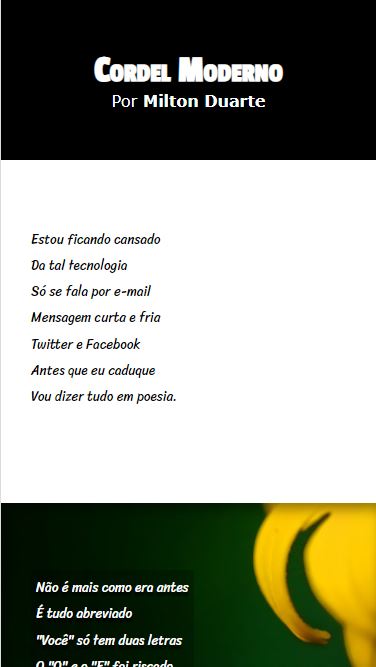 Cordel Moderno
Por Milton Duarte
Estou ficando cansado
Da tal tecnologia
Só se fala por e-mail
Mensagem curta e fria
Twitter e Facebook
Antes que eu caduque
Vou dizer tudo em poesia.
Não é mais como era antes
É tudo abreviado
"Você" só tem duas letras
O "O" e o "E" foi riscado